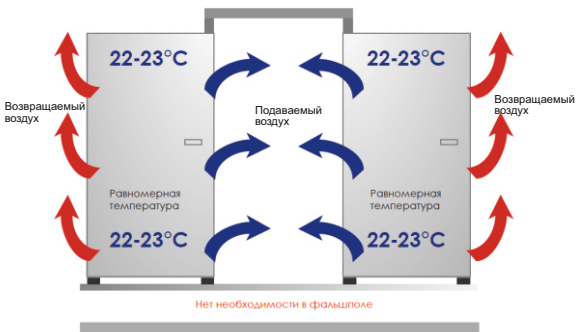 22-23°C
22-23°C
Возвращаемый
воздух
Подаваемый
воздух
Возвращаемый
воздух
Равномерная
температура
Равномерная
температура
22-23°C
22-23°C
Нет необходимости в фальшполе